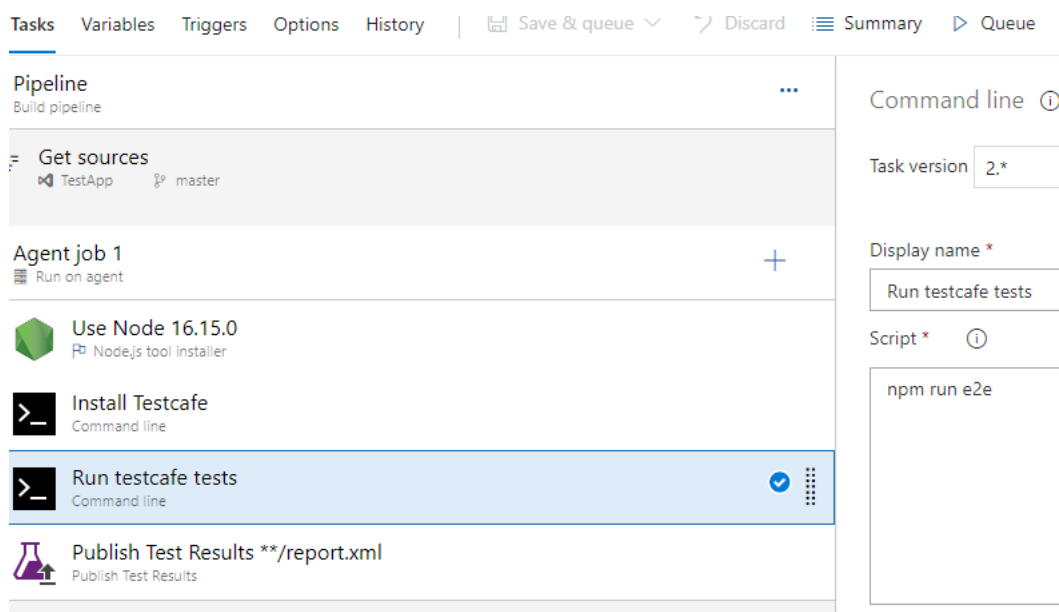 Tasks Variables Triggers Options History Save & queue Discard Summary Queue
Pipeline
Build pipeline
Get sources
TestApp master
Agent job 1
Run on agent
Use Node 16.15.0
Node.js tool installer
Install Testcafe
Command line
Run testcafe tests
Command line
Publish Test Results **/report.xml
Publish Test Results
Command line
Task version 2.*
Display name *
Run testcafe tests
Script *
npm run e2e